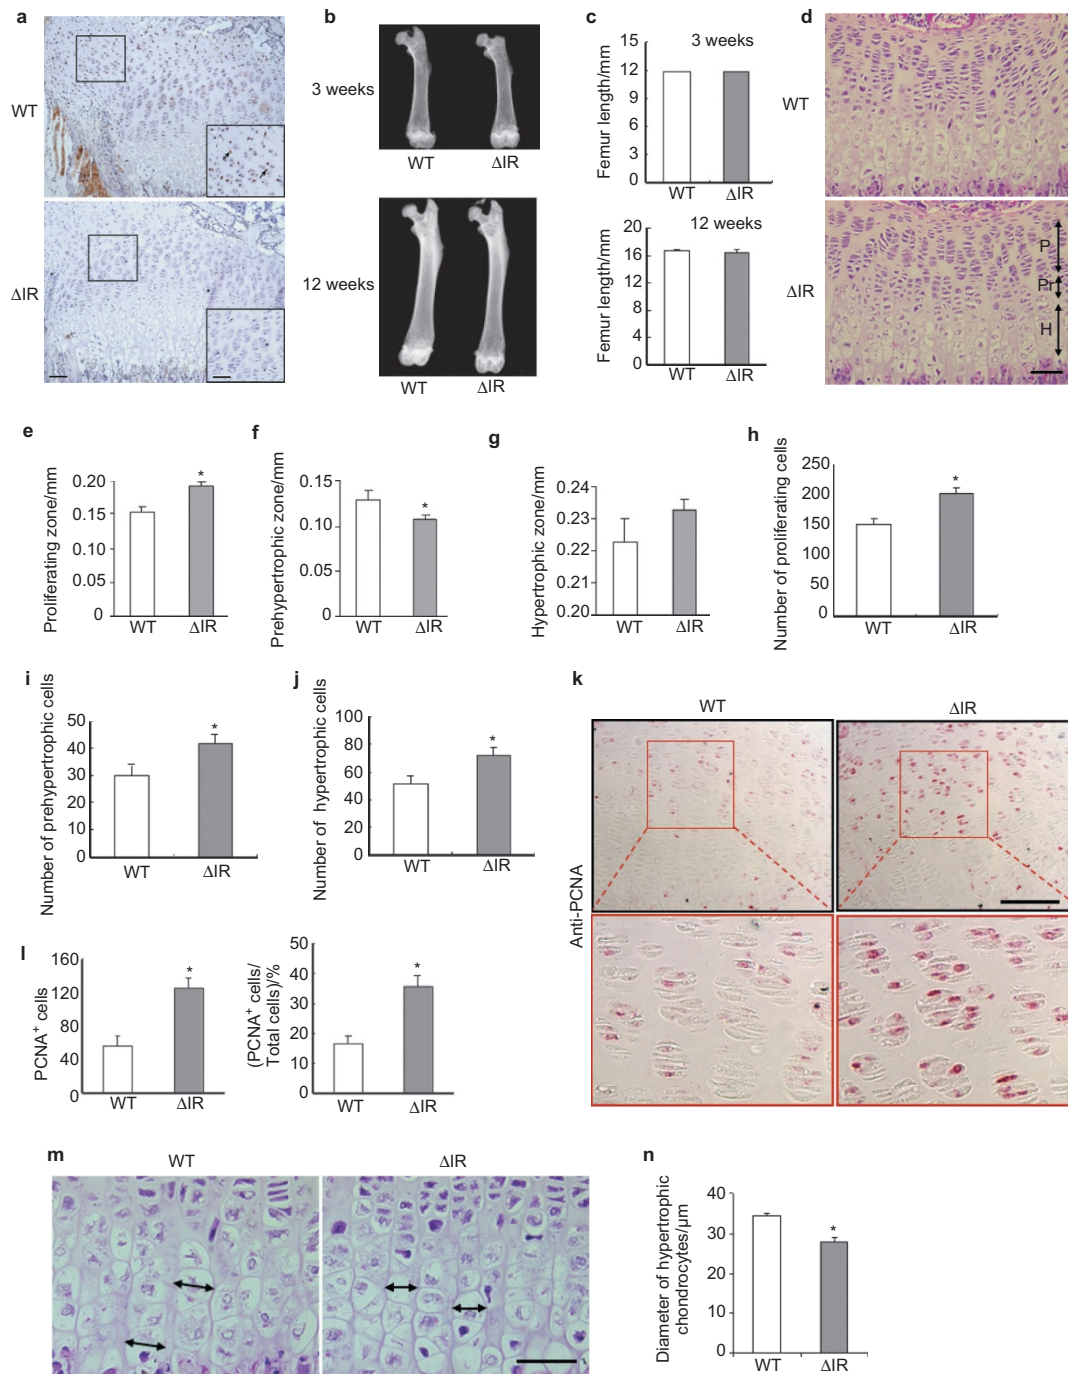 a
WT
ΔIR
b
3 weeks
WT
ΔIR
12 weeks
WT
ΔIR
c
3 weeks
Femur length/mm
15
12
9
6
3
0
WT
ΔIR
12 weeks
Femur length/mm
20
16
12
8
4
0
WT
ΔIR
d
WT
ΔIR
P
Pr
H
e
Proliferating zone/mm
0.20
0.15
0.10
0.05
0
*
WT
ΔIR
f
Prehypertrophic zone/mm
0.15
0.10
0.05
0
*
WT
ΔIR
g
Hypertrophic zone/mm
0.24
0.23
0.22
0.21
0.20
WT
ΔIR
h
Number of proliferating cells
250
200
150
100
50
0
*
WT
ΔIR
i
Number of prehypertrophic cells
50
40
30
20
10
0
*
WT
ΔIR
j
Number of hypertrophic cells
100
80
60
40
20
0
*
WT
ΔIR
k
WT
ΔIR
Anti-PCNA
l
PCNA⁺ cells
160
120
80
40
0
*
WT
ΔIR
(PCNA⁺ cells/
Total cells)/%
50
40
30
20
10
0
*
WT
ΔIR
m
WT
ΔIR
n
Diameter of hypertrophic
chondrocytes/µm
40
30
20
10
0
*
WT
ΔIR